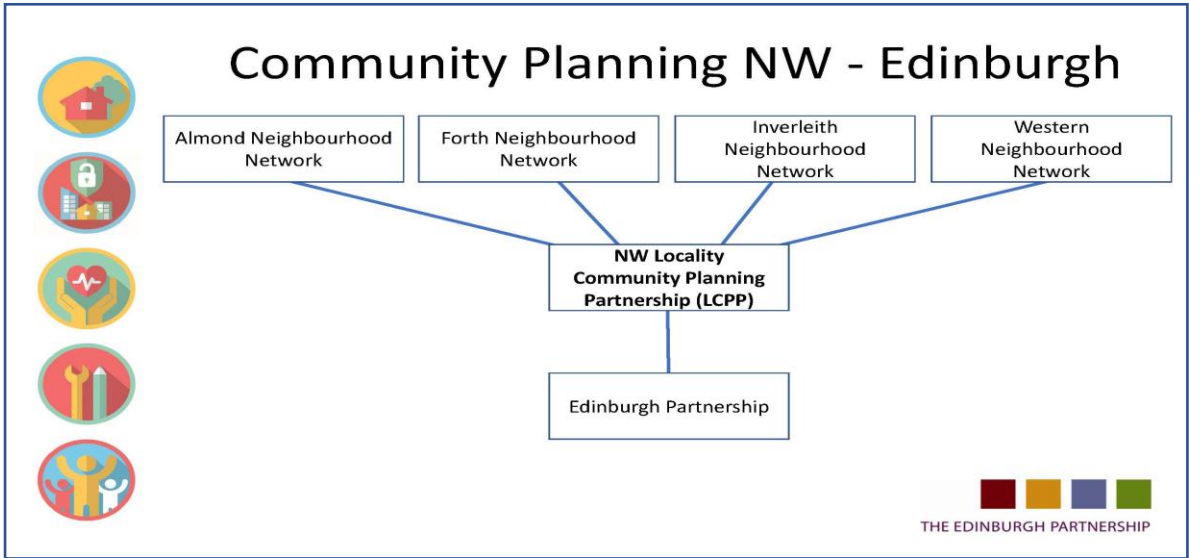 Community Planning NW - Edinburgh
Almond Neighbourhood
Network
Forth Neighbourhood
Network
Inverleith
Neighbourhood
Network
Western
Neighbourhood
Network
NW Locality
Community Planning
Partnership (LCPP)
Edinburgh Partnership
THE EDINBURGH PARTNERSHIP